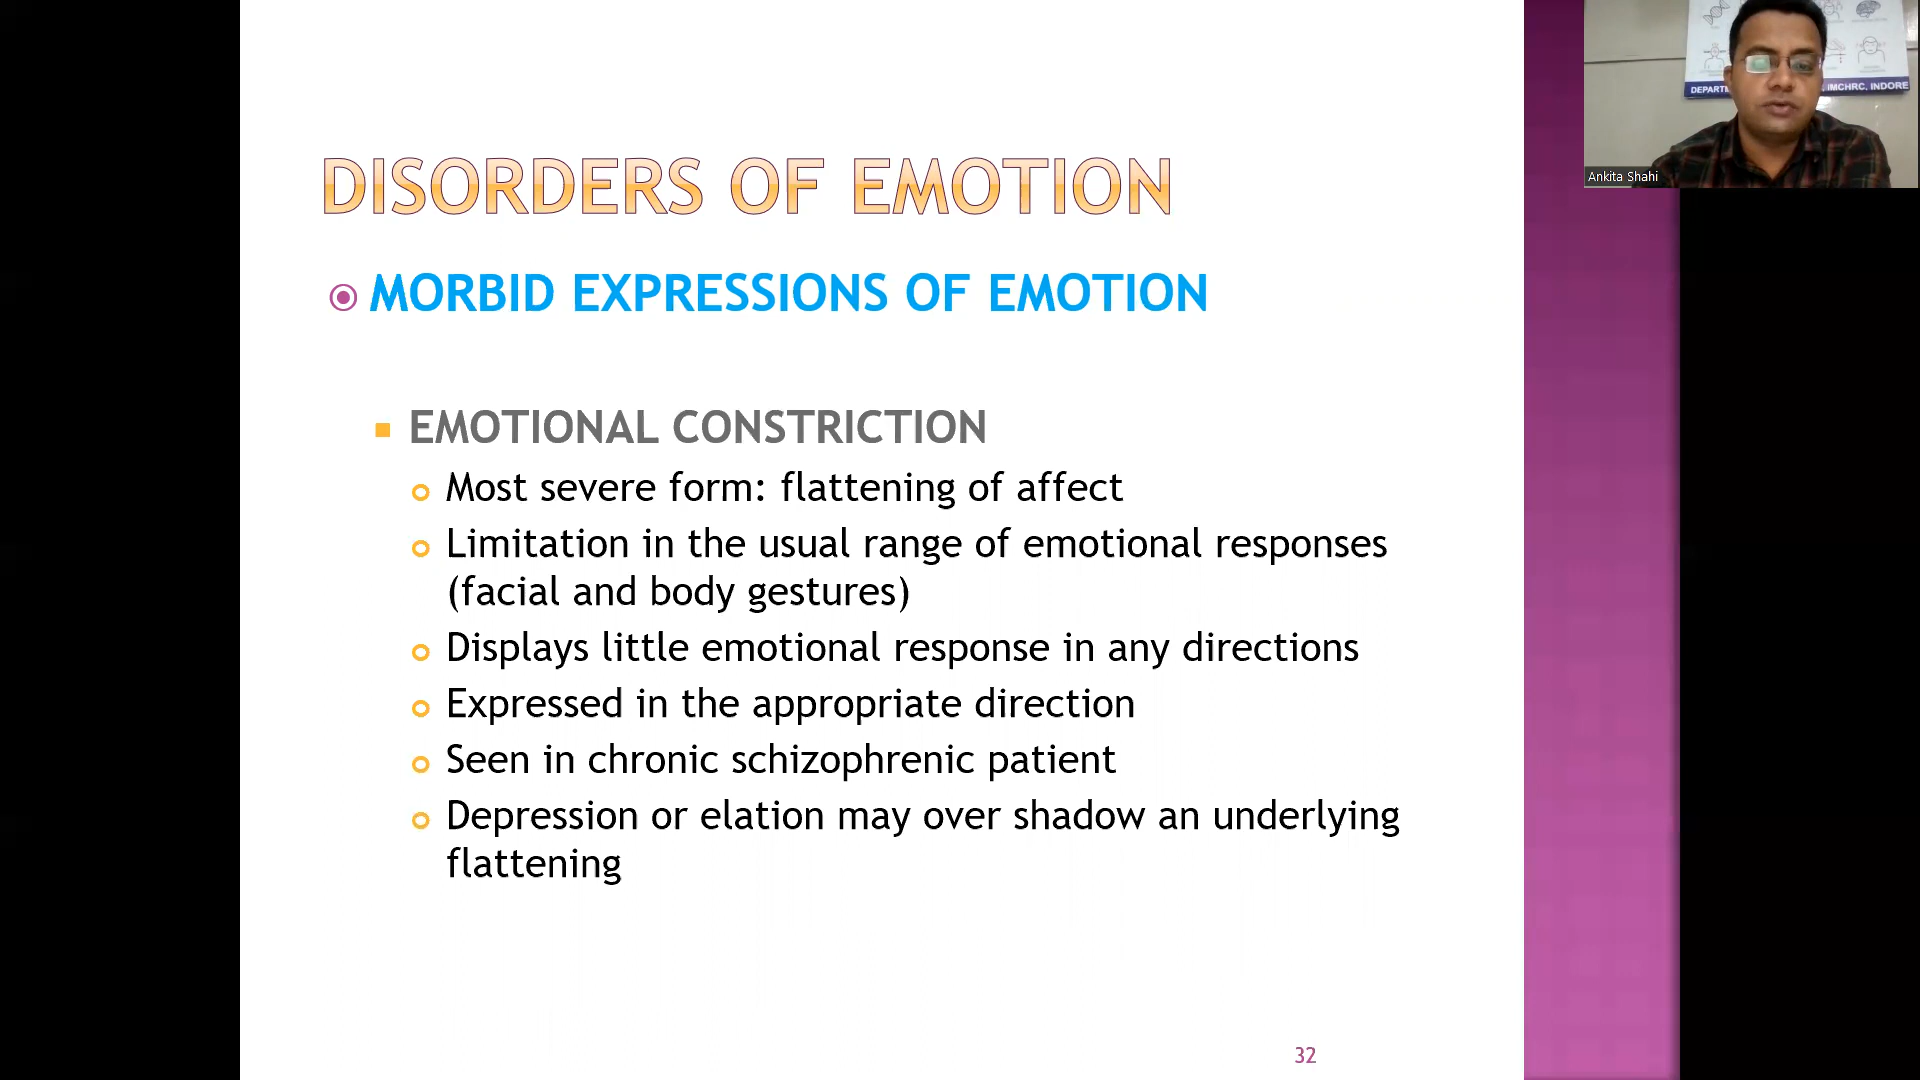 DISORDERS OF EMOTION
MORBID EXPRESSIONS OF EMOTION
EMOTIONAL CONSTRICTION
Most severe form: flattening of affect
Limitation in the usual range of emotional responses
(facial and body gestures)
Displays little emotional response in any directions
Expressed in the appropriate direction
Seen in chronic schizophrenic patient
Depression or elation may over shadow an underlying
flattening
32
IMCHRC, INDORE
Ankita Shahi